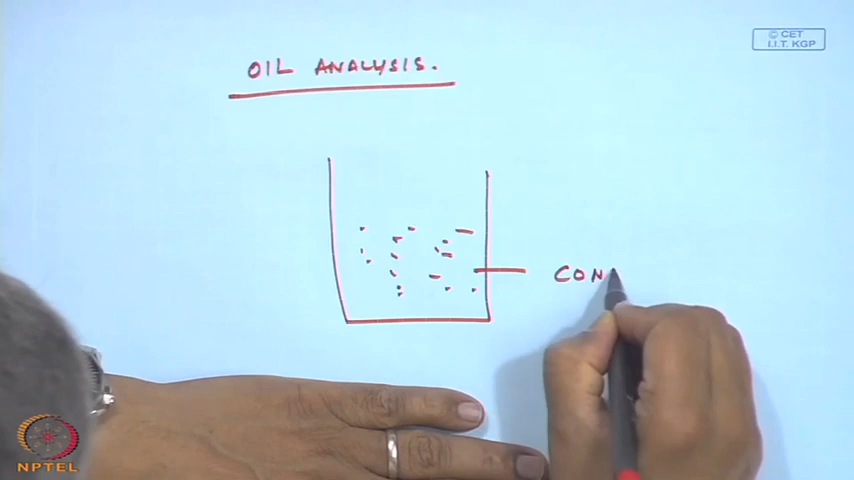 OIL ANALYSIS.
© CET
I.I.T. KGP
CON
NPTEL